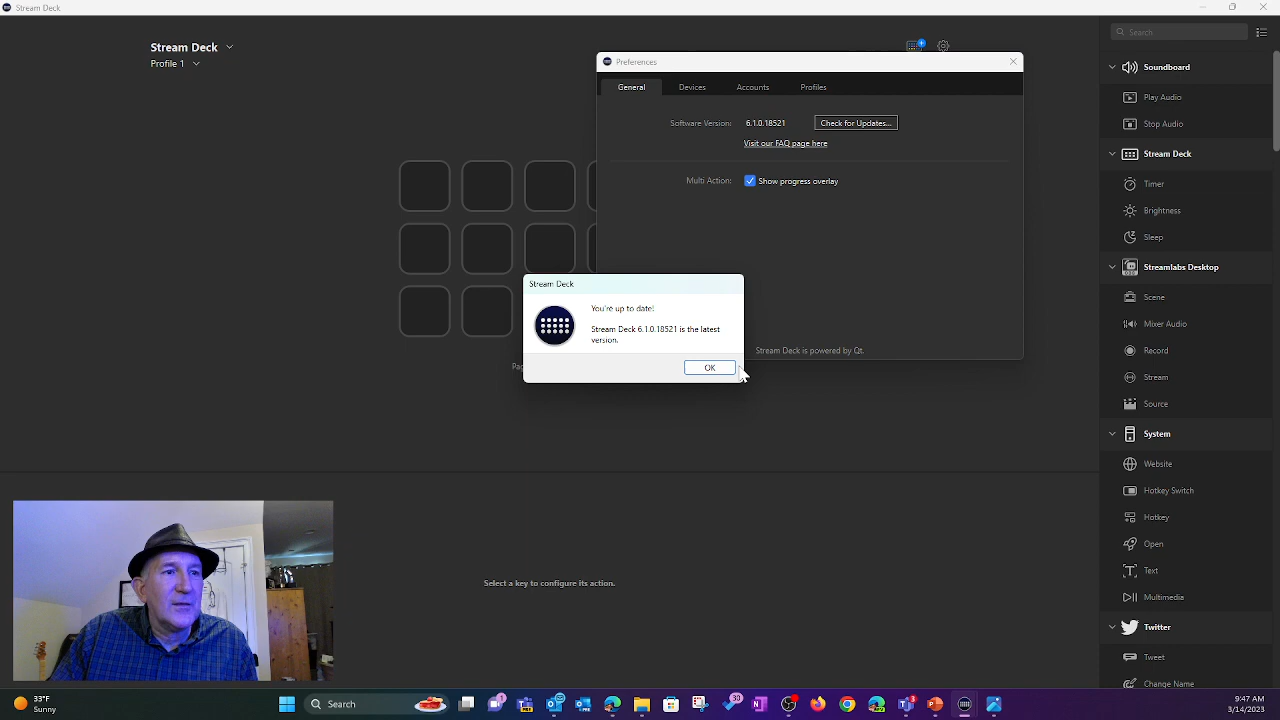 Stream Deck
Stream Deck
Profile 1
Preferences
General
Devices
Accounts
Profiles
Software Version:
6.1.0.18521
Check for Updates...
Visit our FAQ page here
Multi Action:
Show progress overlay
Stream Deck
You're up to date!
Stream Deck 6.1.0.18521 is the latest
version.
OK
Stream Deck is powered by Qt.
Select a key to configure its action.
Search
Soundboard
Play Audio
Stop Audio
Stream Deck
Timer
Brightness
Sleep
Streamlabs Desktop
Scene
Mixer Audio
Record
Stream
Source
System
Website
Hotkey Switch
Hotkey
Open
Text
Multimedia
Twitter
Tweet
Change Name
33°F
Sunny
Search
1
30
3
9:47 AM
3/14/2023